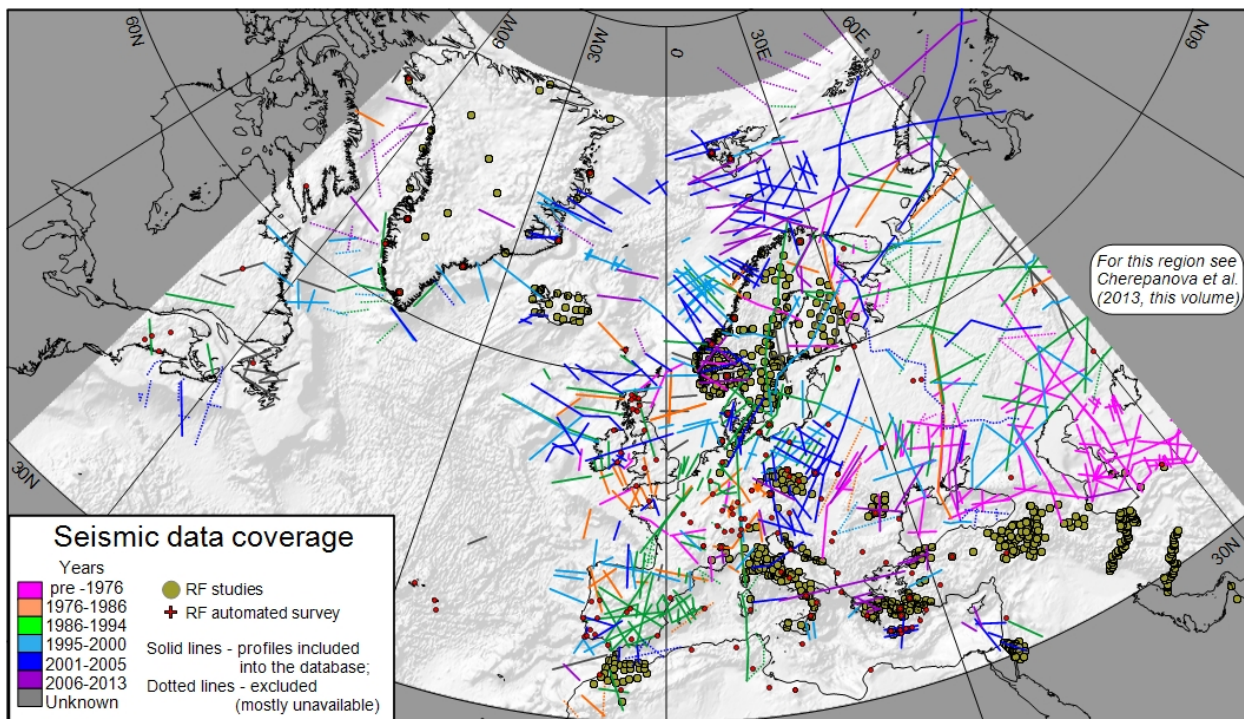 60N
60W
30W
0
30E
60E
60N
For this region see
Cherepanova et al.
(2013, this volume)
30N
30N
Seismic data coverage
Years
pre -1976
1976-1986
1986-1994
1995-2000
2001-2005
2006-2013
Unknown
RF studies
RF automated survey
Solid lines - profiles included
into the database;
Dotted lines - excluded
(mostly unavailable)